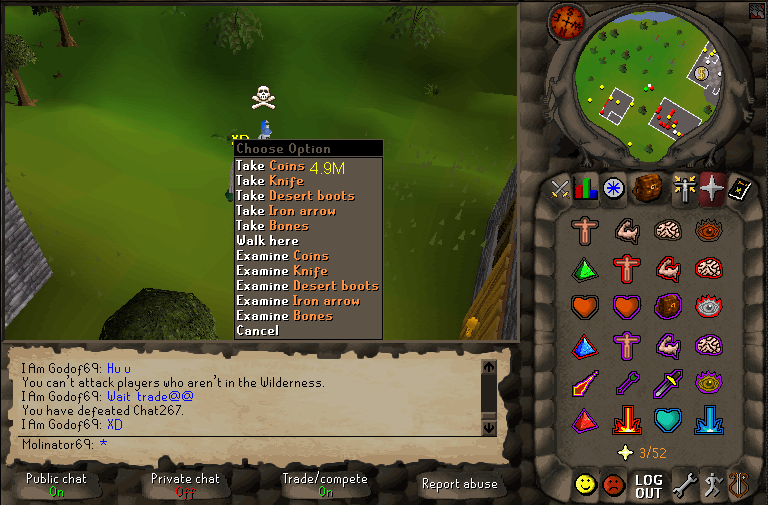 XD
Choose Option
Take Coins 4.9M
Take Knife
Take Desert boots
Take Iron arrow
Take Bones
Walk here
Examine Coins
Examine Knife
Examine Desert boots
Examine Iron arrow
Examine Bones
Cancel
I Am Godof69: Hu u
You can't attack players who aren't in the Wilderness.
I Am Godof69: Wait trade@@
You have defeated Chat267.
I Am Godof69: XD
Molinator69: *
Public chat
On
Private chat
Off
Trade/compete
On
Report abuse
3/52
LOG
OUT